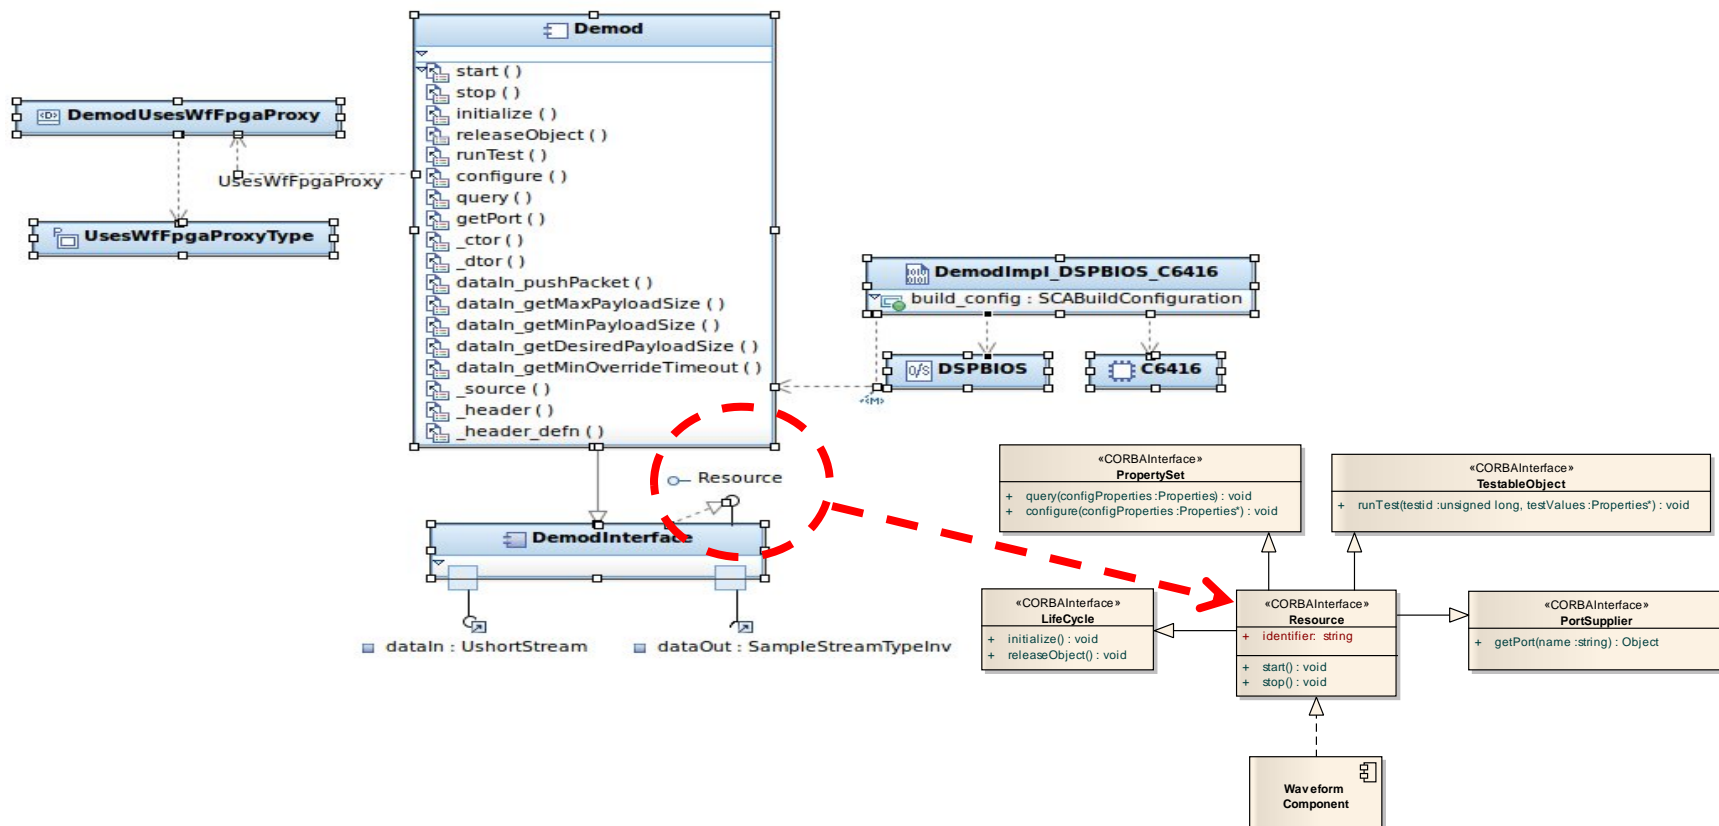 Demod
start ( )
stop ( )
initialize ( )
releaseObject ( )
runTest ( )
configure ( )
query ( )
getPort ( )
_ctor ( )
_dtor ( )
dataIn_pushPacket ( )
dataIn_getMaxPayloadSize ( )
dataIn_getMinPayloadSize ( )
dataIn_getDesiredPayloadSize ( )
dataIn_getMinOverrideTimeout ( )
_source ( )
_header ( )
_header_defn ( )
«D» DemodUsesWfFpgaProxy
UsesWfFpgaProxy
P UsesWfFpgaProxyType
DemodImpl_DSPBIOS_C6416
build_config : SCABuildConfiguration
O/S DSPBIOS
C6416
«M»
Resource
DemodInterface
dataIn : UshortStream
dataOut : SampleStreamTypeInv
«CORBAInterface»
PropertySet
+ query(configProperties :Properties) : void
+ configure(configProperties :Properties*) : void
«CORBAInterface»
TestableObject
+ runTest(testid :unsigned long, testValues :Properties*) : void
«CORBAInterface»
LifeCycle
+ initialize() : void
+ releaseObject() : void
«CORBAInterface»
Resource
+ identifier: string
+ start() : void
+ stop() : void
«CORBAInterface»
PortSupplier
+ getPort(name :string) : Object
Waveform
Component